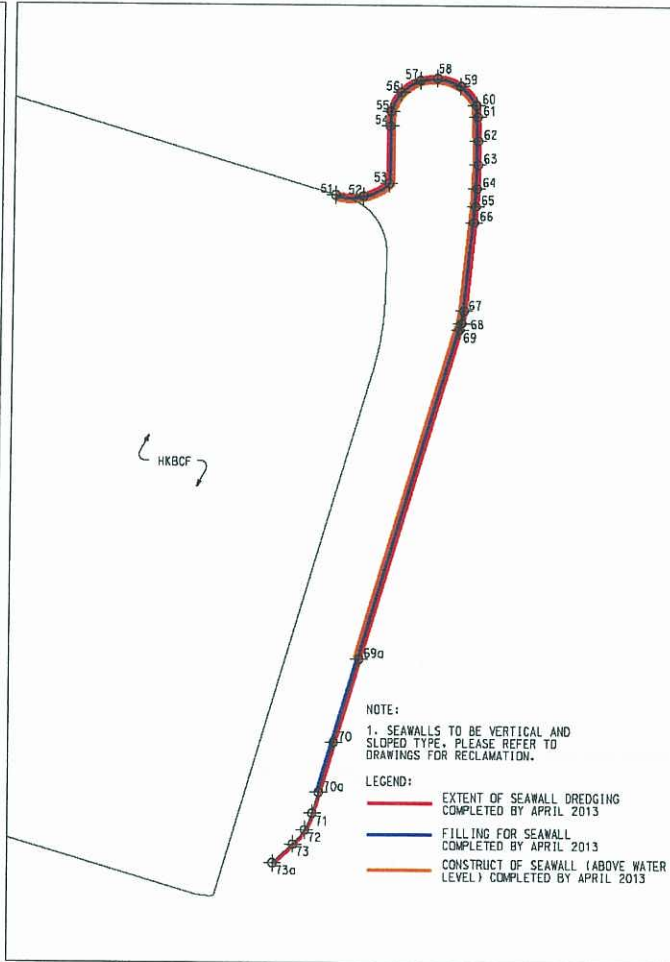 58
57
59
56
60
55
61
54
62
63
53
64
51
52
65
66
67
68
69
HKBCF
69a
NOTE:
70
1. SEAWALLS TO BE VERTICAL AND
SLOPED TYPE. PLEASE REFER TO
DRAWINGS FOR RECLAMATION.
LEGEND:
70a
EXTENT OF SEAWALL DREDGING
COMPLETED BY APRIL 2013
71
72
FILLING FOR SEAWALL
COMPLETED BY APRIL 2013
73
73a
CONSTRUCT OF SEAWALL (ABOVE WATER
LEVEL) COMPLETED BY APRIL 2013